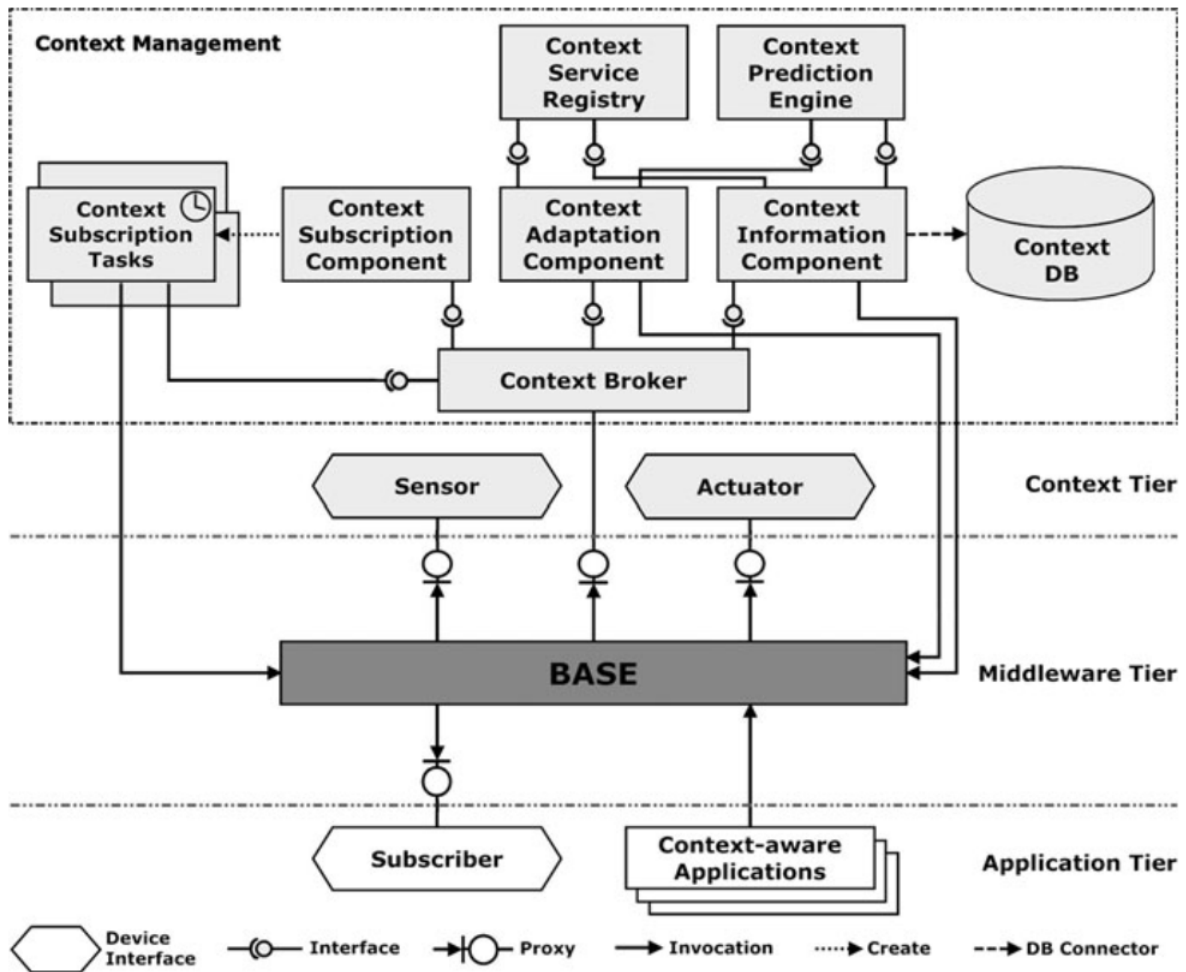 Context Management
Context
Service
Registry
Context
Prediction
Engine
Context
Subscription
Tasks
Context
Subscription
Component
Context
Adaptation
Component
Context
Information
Component
Context
DB
Context Broker
Sensor
Actuator
Context Tier
BASE
Middleware Tier
Subscriber
Context-aware
Applications
Application Tier
Device
Interface
Interface
Proxy
Invocation
Create
DB Connector